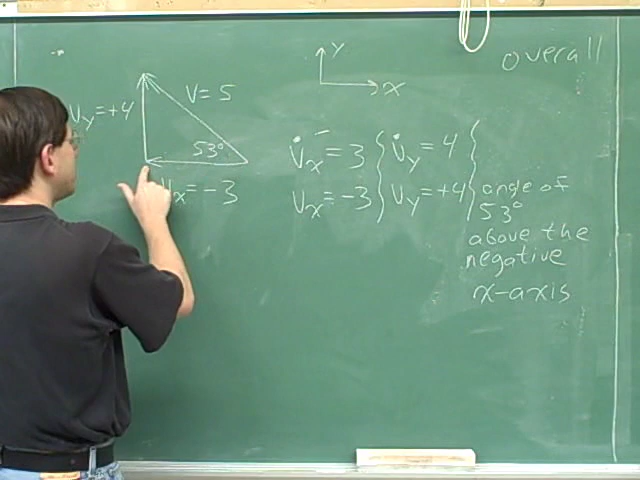 overall
Y
X
V = 5
Vy = +4
53°
Vx = -3
Vx = 3
Vy = 4
Vx = -3
Vy = +4
angle of
53°
above the
negative
x-axis